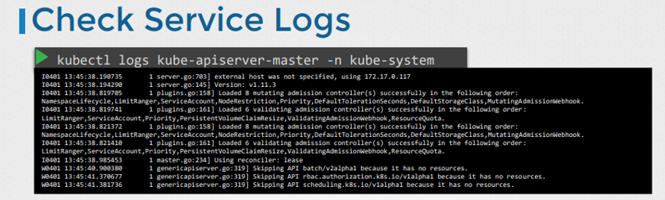 Check Service Logs
kubectl logs kube-apiserver-master -n kube-system
I0401 13:45:38.190735 1 server.go:703] external host was not specified, using 172.17.0.117
I0401 13:45:38.194290 1 server.go:145] Version: v1.11.3
I0401 13:45:38.819705 1 plugins.go:158] Loaded 8 mutating admission controller(s) successfully in the following order:
NamespaceLifecycle,LimitRanger,ServiceAccount,NodeRestriction,Priority,DefaultTolerationSeconds,DefaultStorageClass,MutatingAdmissionWebhook.
I0401 13:45:38.819741 1 plugins.go:161] Loaded 6 validating admission controller(s) successfully in the following order:
LimitRanger,ServiceAccount,Priority,PersistentVolumeClaimResize,ValidatingAdmissionWebhook,ResourceQuota.
I0401 13:45:38.821372 1 plugins.go:158] Loaded 8 mutating admission controller(s) successfully in the following order:
NamespaceLifecycle,LimitRanger,ServiceAccount,NodeRestriction,Priority,DefaultTolerationSeconds,DefaultStorageClass,MutatingAdmissionWebhook.
I0401 13:45:38.821410 1 plugins.go:161] Loaded 6 validating admission controller(s) successfully in the following order:
LimitRanger,ServiceAccount,Priority,PersistentVolumeClaimResize,ValidatingAdmissionWebhook,ResourceQuota.
I0401 13:45:38.985453 1 master.go:234] Using reconciler: lease
W0401 13:45:40.900380 1 genericapiserver.go:319] Skipping API batch/v2alpha1 because it has no resources.
W0401 13:45:41.370677 1 genericapiserver.go:319] Skipping API rbac.authorization.k8s.io/v1alpha1 because it has no resources.
W0401 13:45:41.381736 1 genericapiserver.go:319] Skipping API scheduling.k8s.io/v1alpha1 because it has no resources.